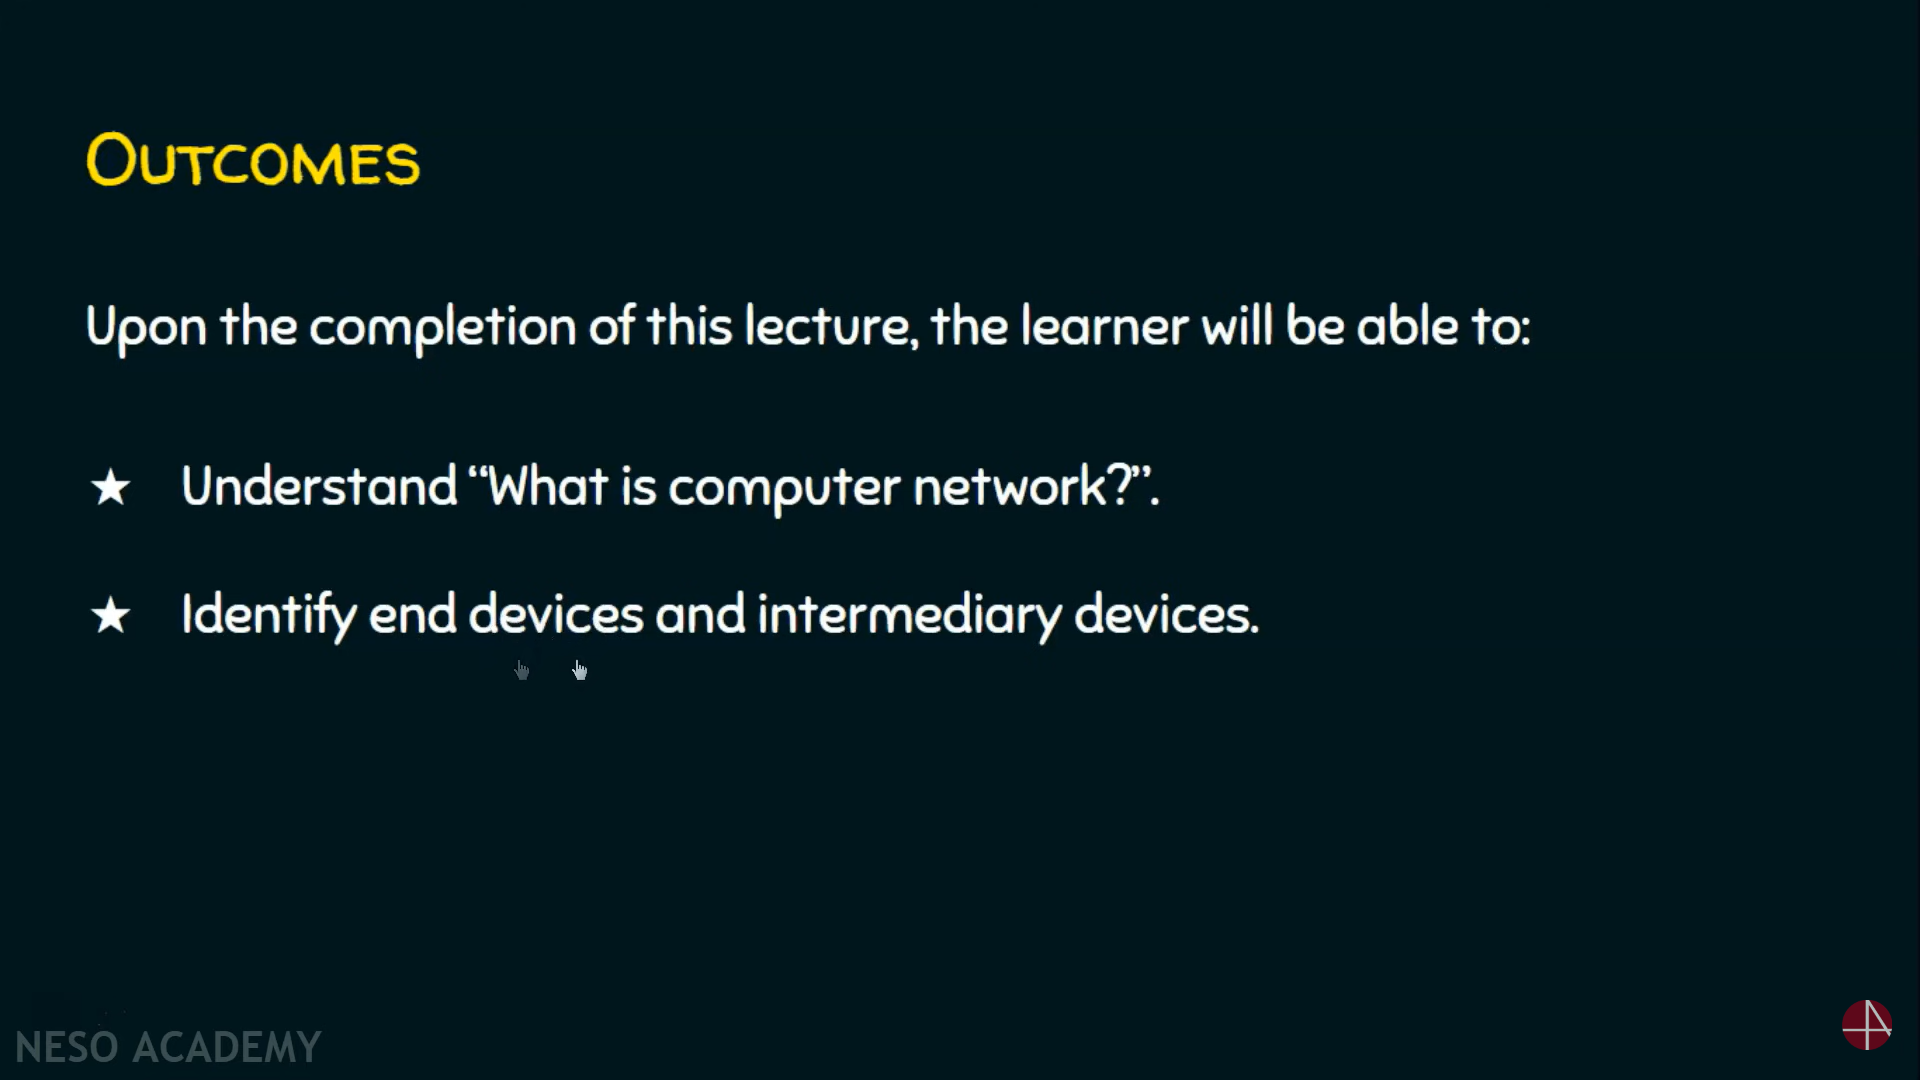 OUTCOMES
Upon the completion of this lecture, the learner will be able to:
★ Understand “What is computer network?”.
★ Identify end devices and intermediary devices.
NESO ACADEMY